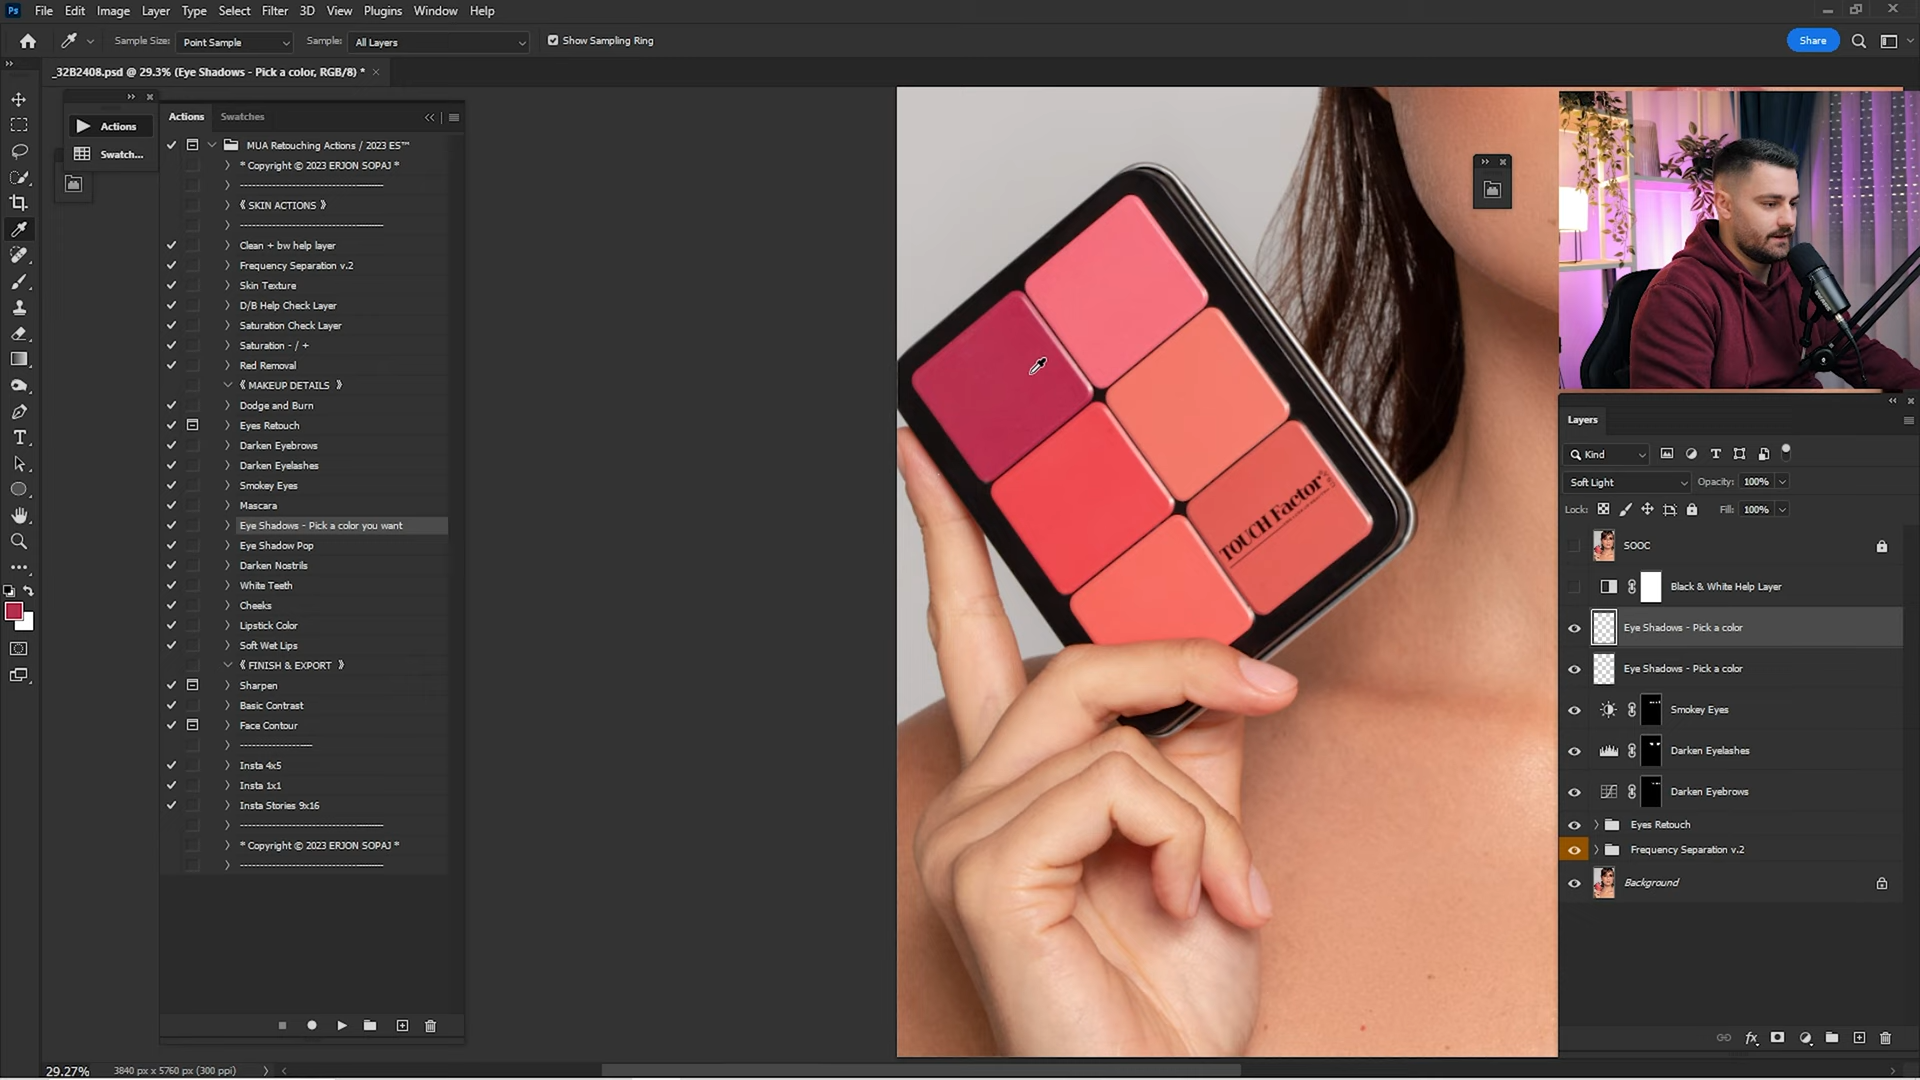 Ps File Edit Image Layer Type Select Filter 3D View Plugins Window Help
Sample Size: Point Sample Sample: All Layers Show Sampling Ring Share
_32B2408.psd @ 29.3% (Eye Shadows - Pick a color, RGB/8) *
Actions
Swatch...
Actions Swatches
MUA Retouching Actions / 2023 ES™
* Copyright © 2023 ERJON SOPAJ *
------------------------------------
《 SKIN ACTIONS 》
------------------------------------
Clean + bw help layer
Frequency Separation v.2
Skin Texture
D/B Help Check Layer
Saturation Check Layer
Saturation - / +
Red Removal
《 MAKEUP DETAILS 》
Dodge and Burn
Eyes Retouch
Darken Eyebrows
Darken Eyelashes
Smokey Eyes
Mascara
Eye Shadows - Pick a color you want
Eye Shadow Pop
Darken Nostrils
White Teeth
Cheeks
Lipstick Color
Soft Wet Lips
《 FINISH & EXPORT 》
Sharpen
Basic Contrast
Face Contour
------------------
Insta 4x5
Insta 1x1
Insta Stories 9x16
------------------------------------
* Copyright © 2023 ERJON SOPAJ *
------------------------------------
TOUCH Factor
Layers
Kind
Soft Light Opacity: 100%
Lock: Fill: 100%
SOOC
Black & White Help Layer
Eye Shadows - Pick a color
Eye Shadows - Pick a color
Smokey Eyes
Darken Eyelashes
Darken Eyebrows
Eyes Retouch
Frequency Separation v.2
Background
fx
29.27% 3840 px x 5760 px (300 ppi)